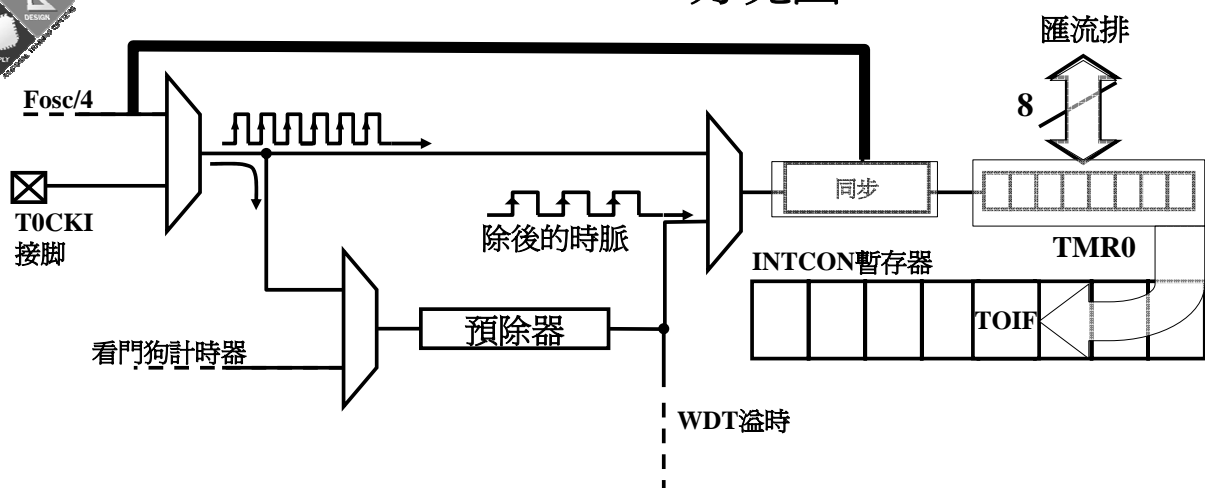 DESIGN
匯流排
Fosc/4
8
同步
T0CKI
接脚
除後的時脈
TMR0
INTCON暫存器
TOIF
預除器
看門狗計時器
WDT溢時